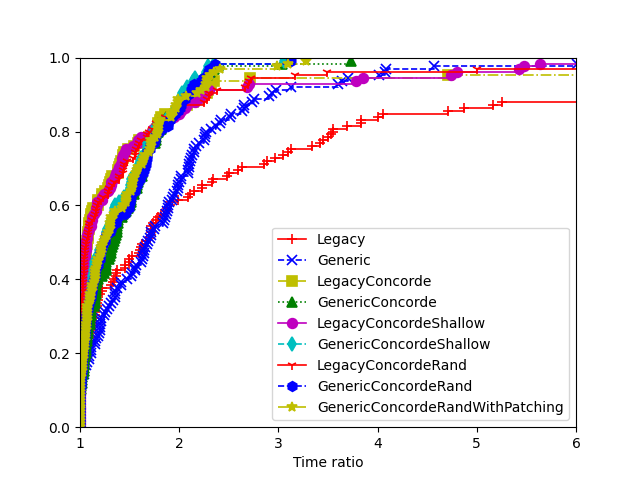 1.0
0.8
0.6
0.4
0.2
0.0
1 2 3 4 5 6
Time ratio
Legacy
Generic
LegacyConcorde
GenericConcorde
LegacyConcordeShallow
GenericConcordeShallow
LegacyConcordeRand
GenericConcordeRand
GenericConcordeRandWithPatching